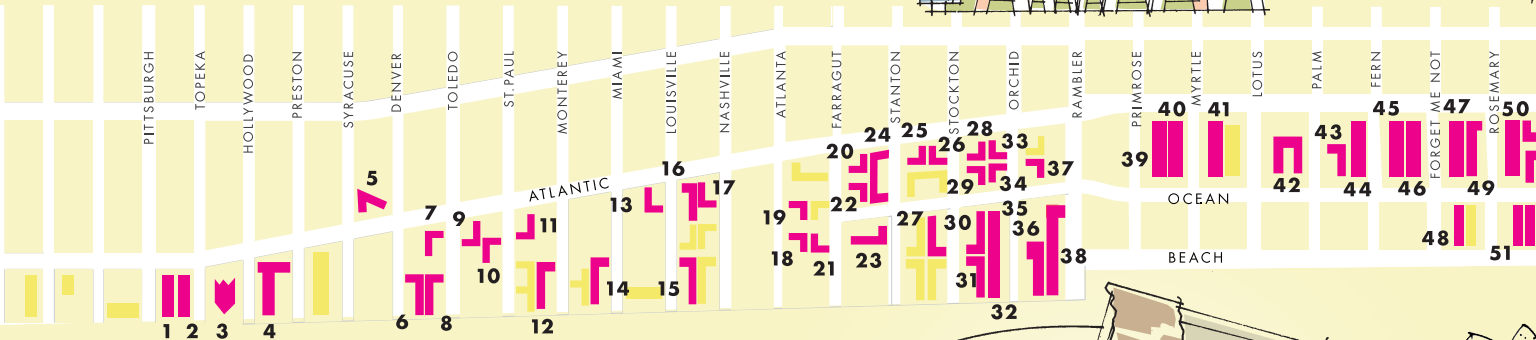 PITTSBURGH
TOPEKA
HOLLYWOOD
PRESTON
SYRACUSE
DENVER
TOLEDO
ST. PAUL
MONTEREY
MIAMI
LOUISVILLE
NASHVILLE
ATLANTA
FARRAGUT
STANTON
STOCKTON
ORCHID
RAMBLER
PRIMROSE
MYRTLE
LOTUS
PALM
FERN
FORGET ME NOT
ROSEMARY
ATLANTIC
OCEAN
BEACH
1
2
3
4
5
6
7
8
9
10
11
12
13
14
15
16
17
18
19
20
21
22
23
24
25
26
27
28
29
30
31
32
33
34
35
36
37
38
39
40
41
42
43
44
45
46
47
48
49
50
51